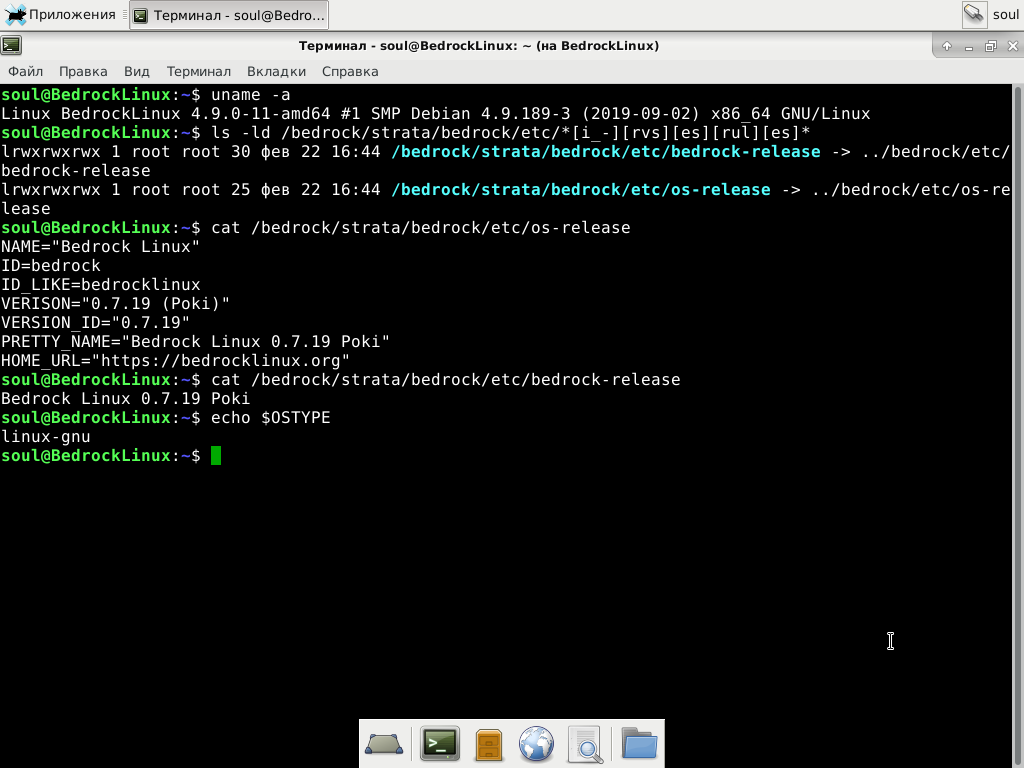 Приложения
Терминал - soul@Bedro...
soul
Терминал - soul@BedrockLinux: ~ (на BedrockLinux)
Файл Правка Вид Терминал Вкладки Справка
soul@BedrockLinux:~$ uname -a
Linux BedrockLinux 4.9.0-11-amd64 #1 SMP Debian 4.9.189-3 (2019-09-02) x86_64 GNU/Linux
soul@BedrockLinux:~$ ls -ld /bedrock/strata/bedrock/etc/*[i_-][rvs][es][rul][es]*
lrwxrwxrwx 1 root root 30 фев 22 16:44 /bedrock/strata/bedrock/etc/bedrock-release -> ../bedrock/etc/
bedrock-release
lrwxrwxrwx 1 root root 25 фев 22 16:44 /bedrock/strata/bedrock/etc/os-release -> ../bedrock/etc/os-re
lease
soul@BedrockLinux:~$ cat /bedrock/strata/bedrock/etc/os-release
NAME="Bedrock Linux"
ID=bedrock
ID_LIKE=bedrocklinux
VERISON="0.7.19 (Poki)"
VERSION_ID="0.7.19"
PRETTY_NAME="Bedrock Linux 0.7.19 Poki"
HOME_URL="https://bedrocklinux.org"
soul@BedrockLinux:~$ cat /bedrock/strata/bedrock/etc/bedrock-release
Bedrock Linux 0.7.19 Poki
soul@BedrockLinux:~$ echo $OSTYPE
linux-gnu
soul@BedrockLinux:~$